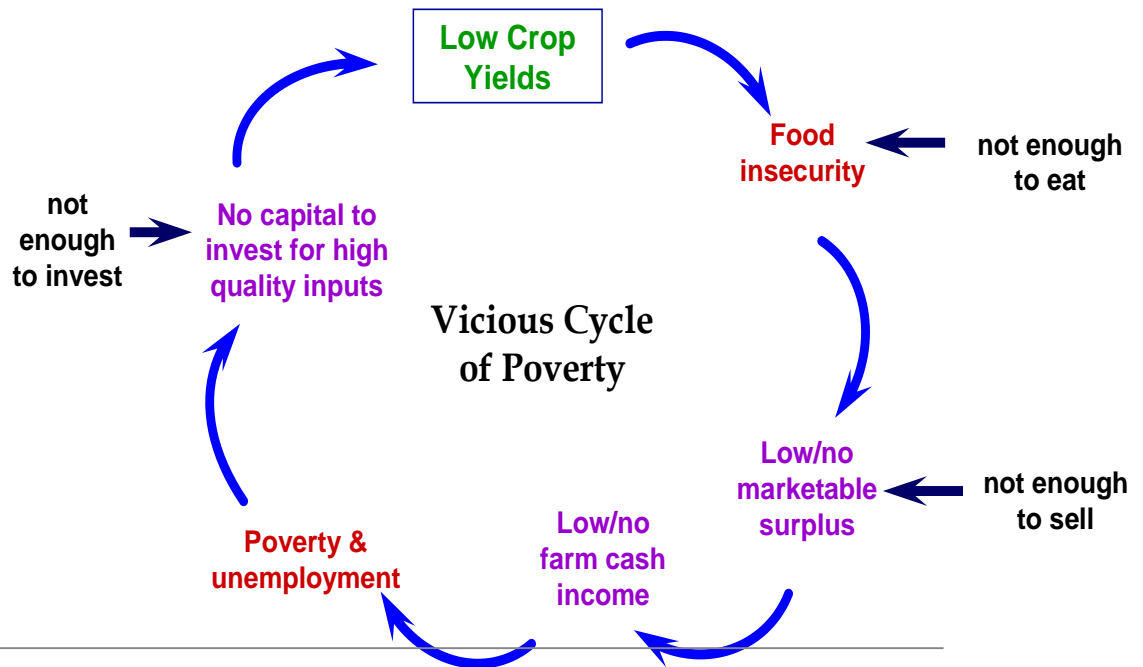 Low Crop
Yields
Food
insecurity
not enough
to eat
Low/no
marketable
surplus
not enough
to sell
Low/no
farm cash
income
Poverty &
unemployment
No capital to
invest for high
quality inputs
not
enough
to invest
Vicious Cycle
of Poverty